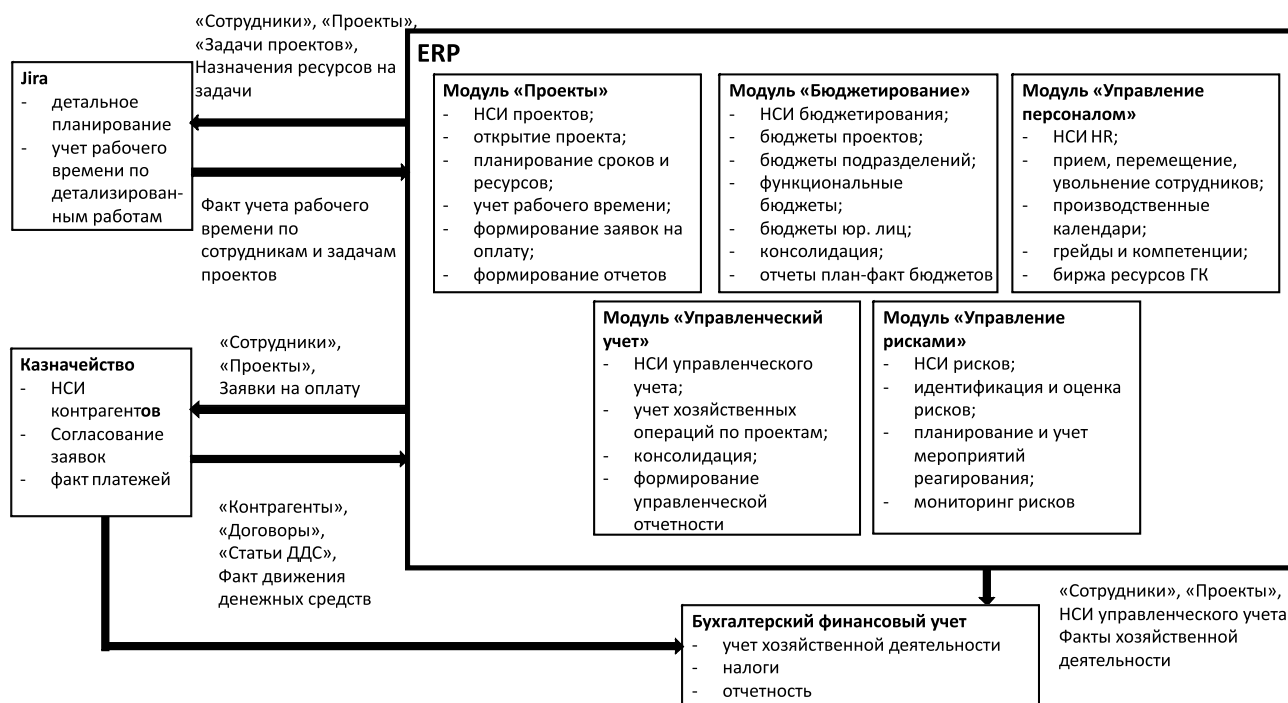 «Сотрудники», «Проекты»,
«Задачи проектов»,
Назначения ресурсов на
задачи
Jira
- детальное
планирование
- учет рабочего
времени по
детализирован-
ным работам
Факт учета рабочего
времени по
сотрудникам и задачам
проектов
ERP
Модуль «Проекты»
- НСИ проектов;
- открытие проекта;
- планирование сроков и
ресурсов;
- учет рабочего времени;
- формирование заявок на
оплату;
- формирование отчетов
Модуль «Бюджетирование»
- НСИ бюджетирования;
- бюджеты проектов;
- бюджеты подразделений;
- функциональные
бюджеты;
- бюджеты юр. лиц;
- консолидация;
- отчеты план-факт бюджетов
Модуль «Управление
персоналом»
- НСИ HR;
- прием, перемещение,
увольнение сотрудников;
- производственные
календари;
- грейды и компетенции;
- биржа ресурсов ГК
Модуль «Управленческий
учет»
- НСИ управленческого
учета;
- учет хозяйственных
операций по проектам;
- консолидация;
- формирование
управленческой
отчетности
Модуль «Управление
рисками»
- НСИ рисков;
- идентификация и оценка
рисков;
- планирование и учет
мероприятий
реагирования;
- мониторинг рисков
«Сотрудники»,
«Проекты»,
Заявки на оплату
Казначейство
- НСИ
контрагентов
- Согласование
заявок
- факт платежей
«Контрагенты»,
«Договоры»,
«Статьи ДДС»,
Факт движения
денежных средств
«Сотрудники», «Проекты»,
НСИ управленческого учета
Факты хозяйственной
деятельности
Бухгалтерский финансовый учет
- учет хозяйственной деятельности
- налоги
- отчетность